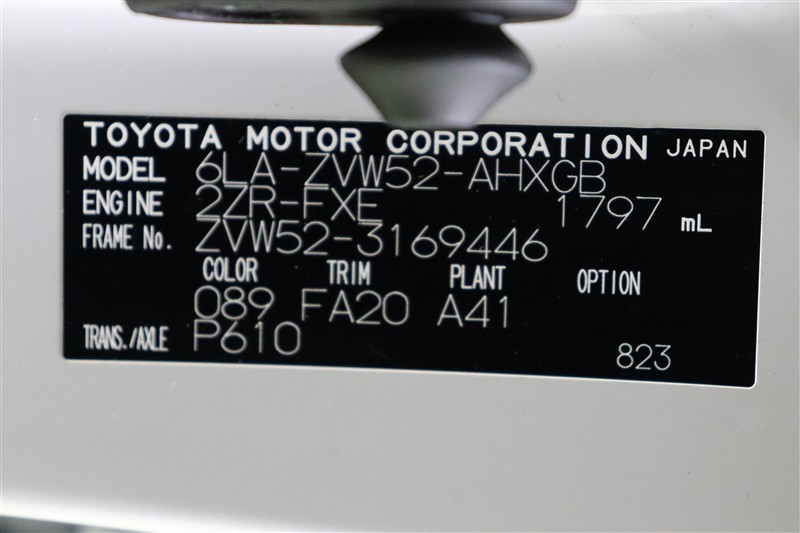 TOYOTA MOTOR CORPORATION JAPAN
MODEL 6LA-ZVW52-AHXGB
ENGINE 2ZR-FXE 1797 mL
FRAME No. ZVW52-3169446
COLOR TRIM PLANT OPTION
089 FA20 A41
TRANS./AXLE P610 823